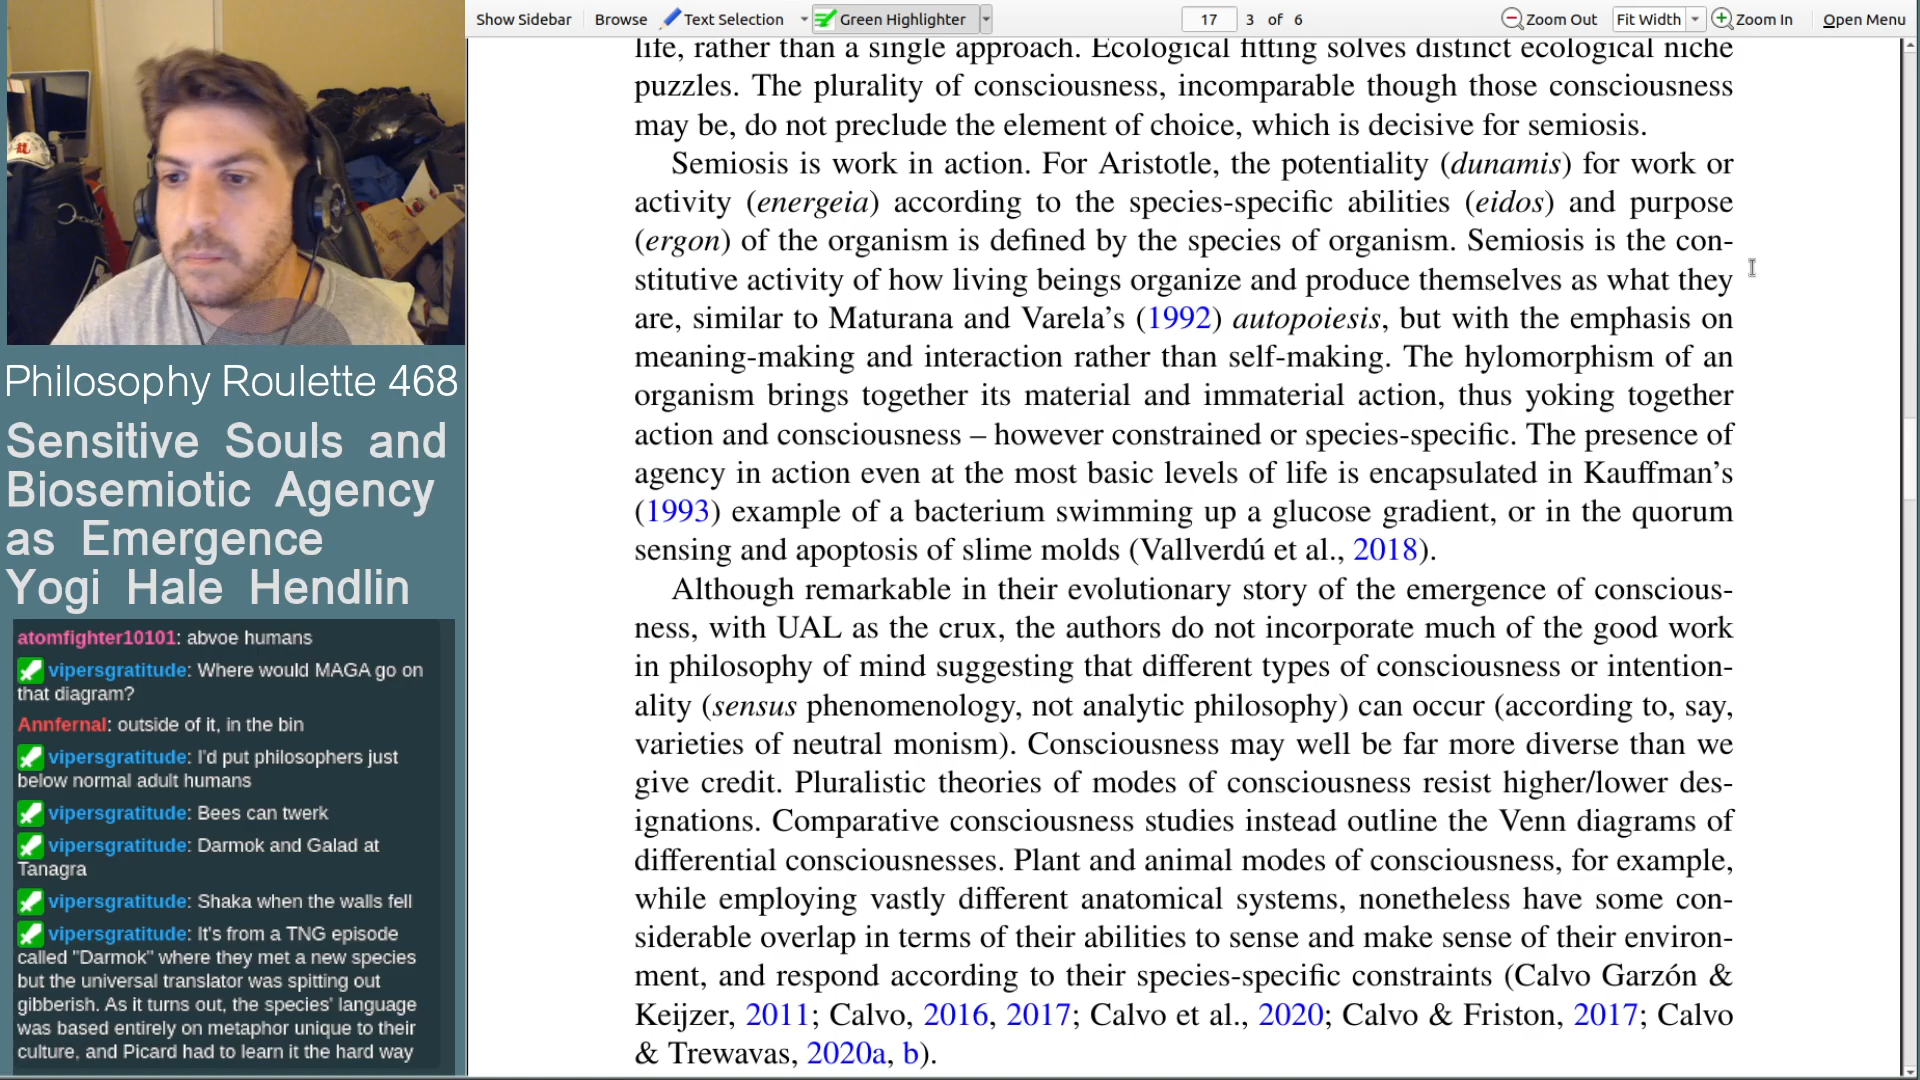 Show Sidebar Browse Text Selection Green Highlighter 17 3 of 6 Zoom Out Fit Width Zoom In Open Menu
life, rather than a single approach. Ecological fitting solves distinct ecological niche
puzzles. The plurality of consciousness, incomparable though those consciousness
may be, do not preclude the element of choice, which is decisive for semiosis.
Semiosis is work in action. For Aristotle, the potentiality (dunamis) for work or
activity (energeia) according to the species-specific abilities (eidos) and purpose
(ergon) of the organism is defined by the species of organism. Semiosis is the con-
stitutive activity of how living beings organize and produce themselves as what they
are, similar to Maturana and Varela's (1992) autopoiesis, but with the emphasis on
meaning-making and interaction rather than self-making. The hylomorphism of an
organism brings together its material and immaterial action, thus yoking together
action and consciousness – however constrained or species-specific. The presence of
agency in action even at the most basic levels of life is encapsulated in Kauffman's
(1993) example of a bacterium swimming up a glucose gradient, or in the quorum
sensing and apoptosis of slime molds (Vallverdú et al., 2018).
Although remarkable in their evolutionary story of the emergence of conscious-
ness, with UAL as the crux, the authors do not incorporate much of the good work
in philosophy of mind suggesting that different types of consciousness or intention-
ality (sensus phenomenology, not analytic philosophy) can occur (according to, say,
varieties of neutral monism). Consciousness may well be far more diverse than we
give credit. Pluralistic theories of modes of consciousness resist higher/lower des-
ignations. Comparative consciousness studies instead outline the Venn diagrams of
differential consciousnesses. Plant and animal modes of consciousness, for example,
while employing vastly different anatomical systems, nonetheless have some con-
siderable overlap in terms of their abilities to sense and make sense of their environ-
ment, and respond according to their species-specific constraints (Calvo Garzón &
Keijzer, 2011; Calvo, 2016, 2017; Calvo et al., 2020; Calvo & Friston, 2017; Calvo
& Trewavas, 2020a, b).
Philosophy Roulette 468
Sensitive Souls and
Biosemiotic Agency
as Emergence
Yogi Hale Hendlin
atomfighter10101: abvoe humans
vipersgratitude: Where would MAGA go on
that diagram?
Annfernal: outside of it, in the bin
vipersgratitude: I'd put philosophers just
below normal adult humans
vipersgratitude: Bees can twerk
vipersgratitude: Darmok and Galad at
Tanagra
vipersgratitude: Shaka when the walls fell
vipersgratitude: It's from a TNG episode
called "Darmok" where they met a new species
but the universal translator was spitting out
gibberish. As it turns out, the species' language
was based entirely on metaphor unique to their
culture, and Picard had to learn it the hard way